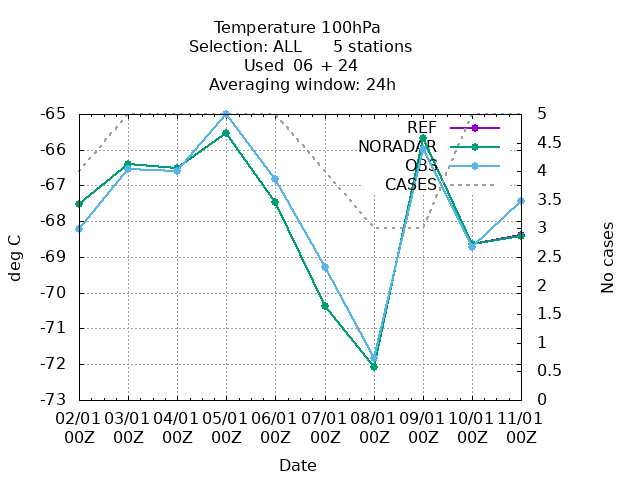 Temperature 100hPa
Selection: ALL 5 stations
Used 06 + 24
Averaging window: 24h
-65
-66
-67
-68
-69
-70
-71
-72
-73
deg C
5
4.5
4
3.5
3
2.5
2
1.5
1
0.5
0
No cases
REF
NORADAR
OBS
CASES
02/01 03/01 04/01 05/01 06/01 07/01 08/01 09/01 10/01 11/01
00Z 00Z 00Z 00Z 00Z 00Z 00Z 00Z 00Z 00Z
Date